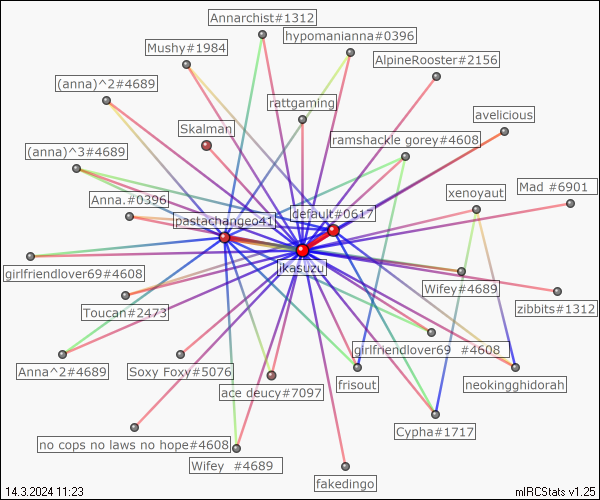 Annarchist#1312
hypomanianna#0396
Mushy#1984
AlpineRooster#2156
(anna)^2#4689
rattgaming
avelicious
Skalman
ramshackle gorey#4608
(anna)^3#4689
xenoyaut
Mad #6901
Anna.#0396
default#0617
pastachangeo41
ikasuzu
girlfriendlover69#4608
Wifey#4689
zibbits#1312
Toucan#2473
girlfriendlover69 #4608
Anna^2#4689
Soxy Foxy#5076
frisout
neokingghidorah
ace deucy#7097
Cypha#1717
no cops no laws no hope#4608
Wifey #4689
fakedingo
14.3.2024 11:23
mIRCStats v1.25